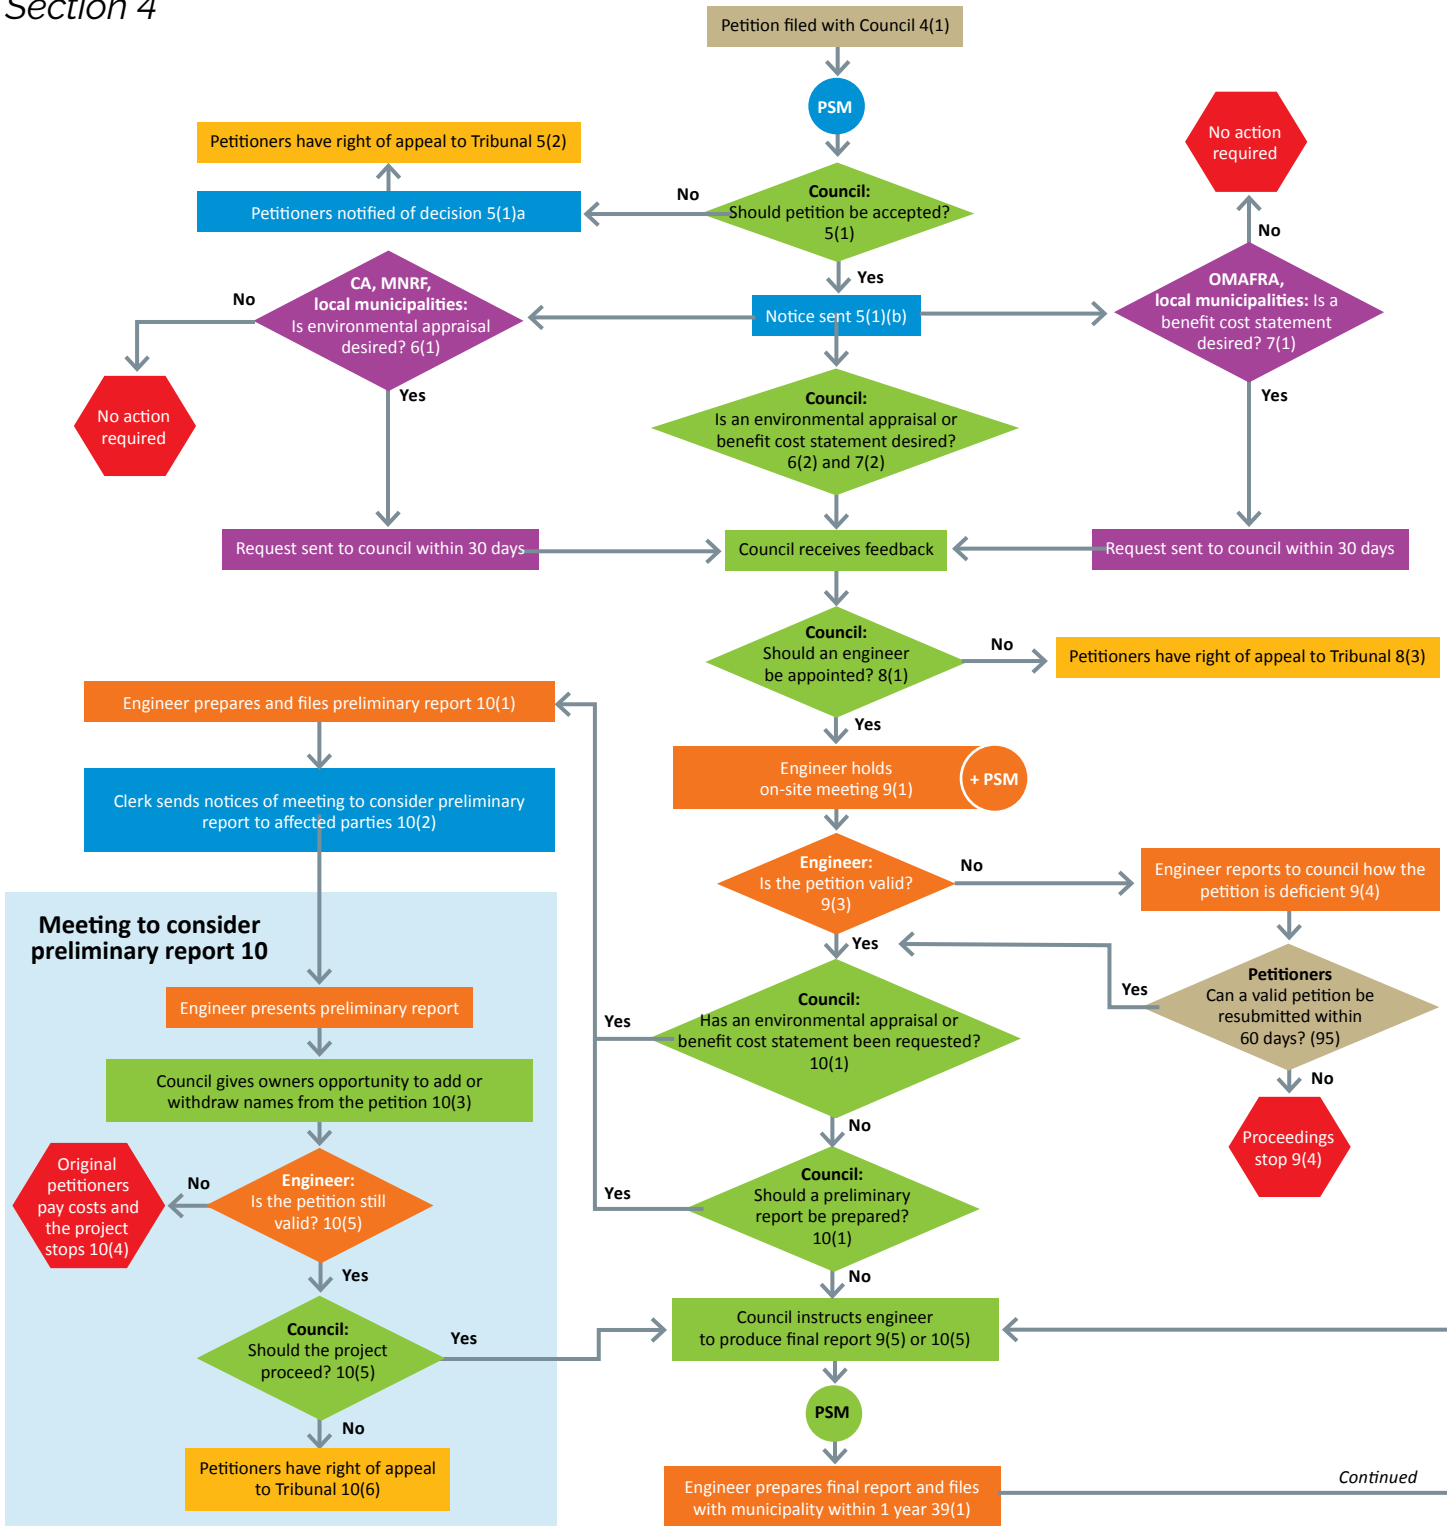 Section 4
Petition filed with Council 4(1)
PSM
Petitioners have right of appeal to Tribunal 5(2)
No action
required
No
Council:
Should petition be accepted?
5(1)
Petitioners notified of decision 5(1)a
No
Yes
CA, MNRF,
local municipalities:
Is environmental appraisal
desired? 6(1)
No
Notice sent 5(1)(b)
OMAFRA,
local municipalities: Is a
benefit cost statement
desired? 7(1)
Yes
Yes
No action
required
Council:
Is an environmental appraisal or
benefit cost statement desired?
6(2) and 7(2)
Request sent to council within 30 days
Council receives feedback
Request sent to council within 30 days
Council:
Should an engineer
be appointed? 8(1)
No
Petitioners have right of appeal to Tribunal 8(3)
Engineer prepares and files preliminary report 10(1)
Yes
Engineer holds
on-site meeting 9(1)
+ PSM
Clerk sends notices of meeting to consider preliminary
report to affected parties 10(2)
Engineer:
Is the petition valid?
9(3)
No
Engineer reports to council how the
petition is deficient 9(4)
Yes
Meeting to consider
preliminary report 10
Petitioners
Can a valid petition be
resubmitted within
60 days? (95)
Yes
No
Engineer presents preliminary report
Yes
Council:
Has an environmental appraisal or
benefit cost statement been requested?
10(1)
No
Council gives owners opportunity to add or
withdraw names from the petition 10(3)
Proceedings
stop 9(4)
Original
petitioners
pay costs and
the project
stops 10(4)
No
Engineer:
Is the petition still
valid? 10(5)
Yes
Yes
Council:
Should a preliminary
report be prepared?
10(1)
No
Council:
Should the project
proceed? 10(5)
Yes
No
Council instructs engineer
to produce final report 9(5) or 10(5)
PSM
Petitioners have right of appeal
to Tribunal 10(6)
Engineer prepares final report and files
with municipality within 1 year 39(1)
Continued